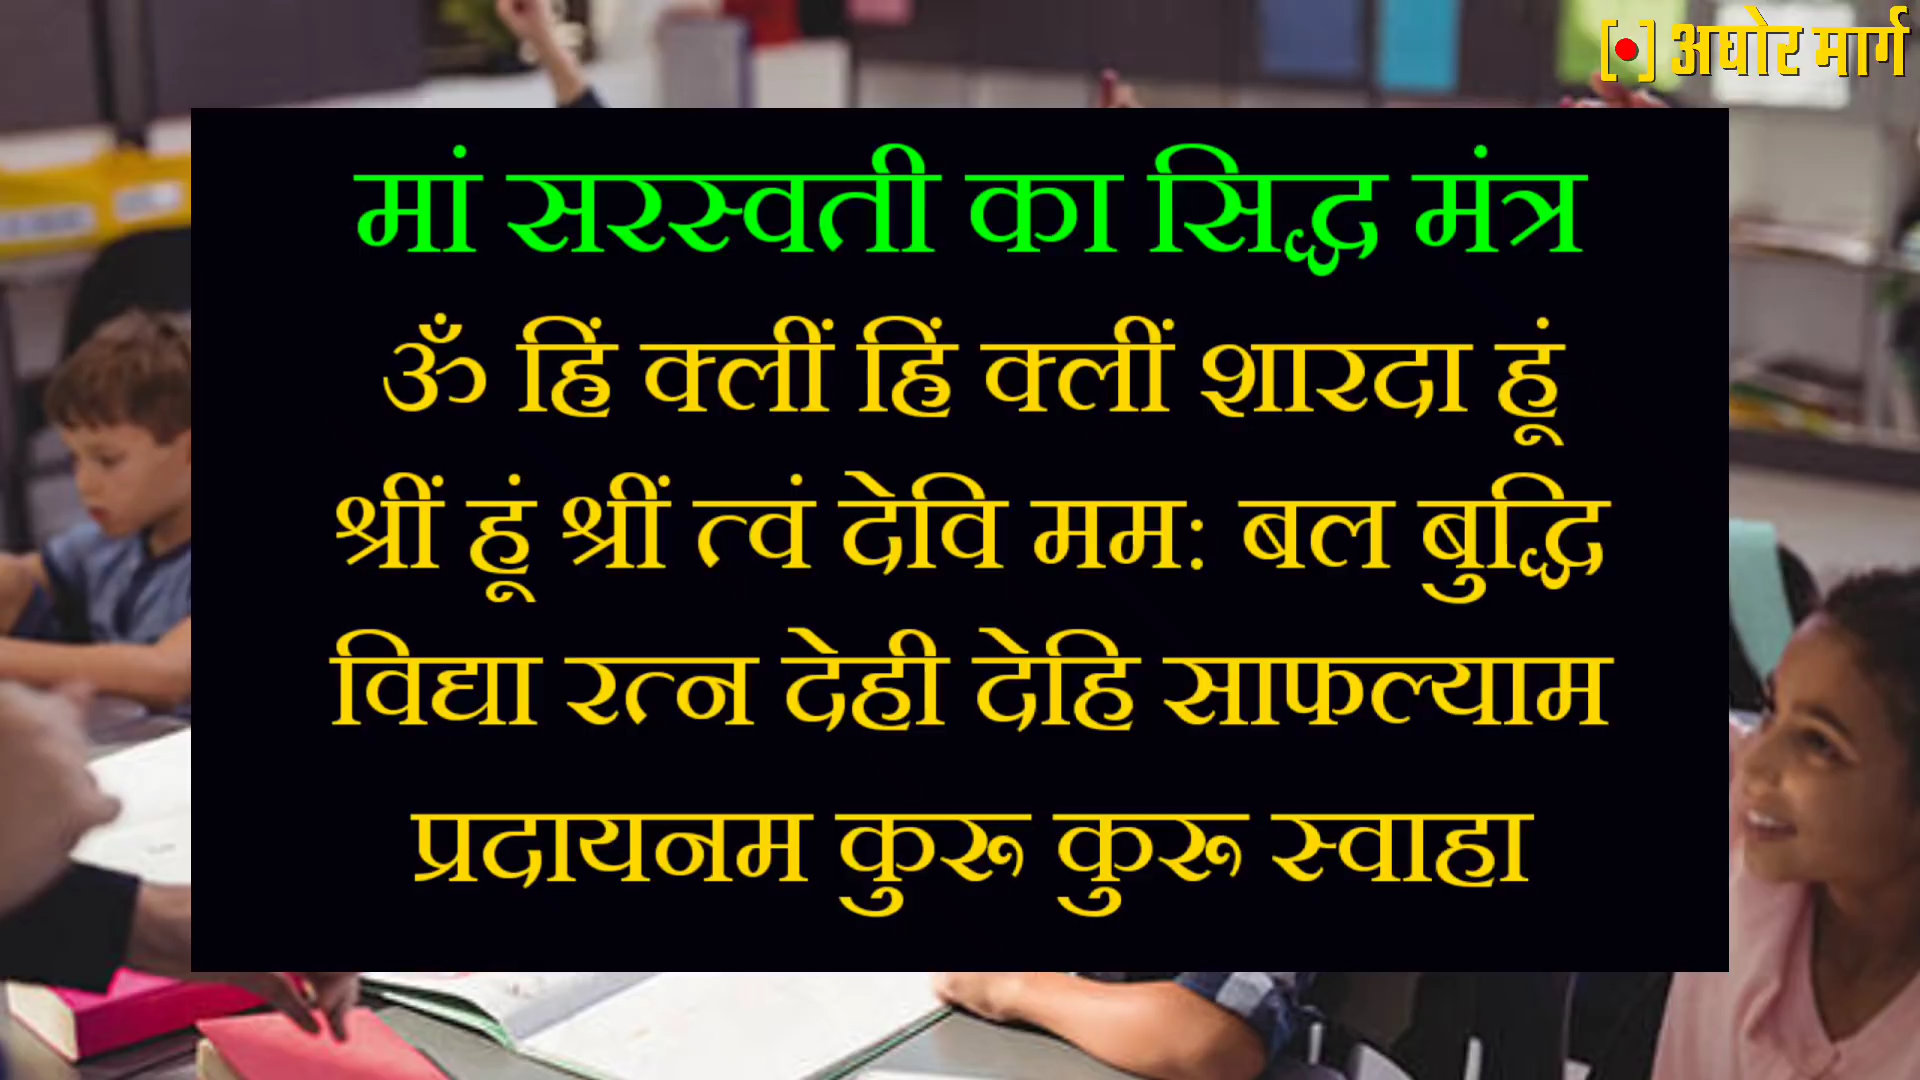 [•] अघोर मार्ग
मां सरस्वती का सिद्ध मंत्र
ॐ ह्रिं क्लीं ह्रिं क्लीं शारदा हूं
श्रीं हूं श्रीं त्वं देवि ममः बल बुद्धि
विद्या रत्न देही देहि साफल्याम
प्रदायनम कुरू कुरू स्वाहा